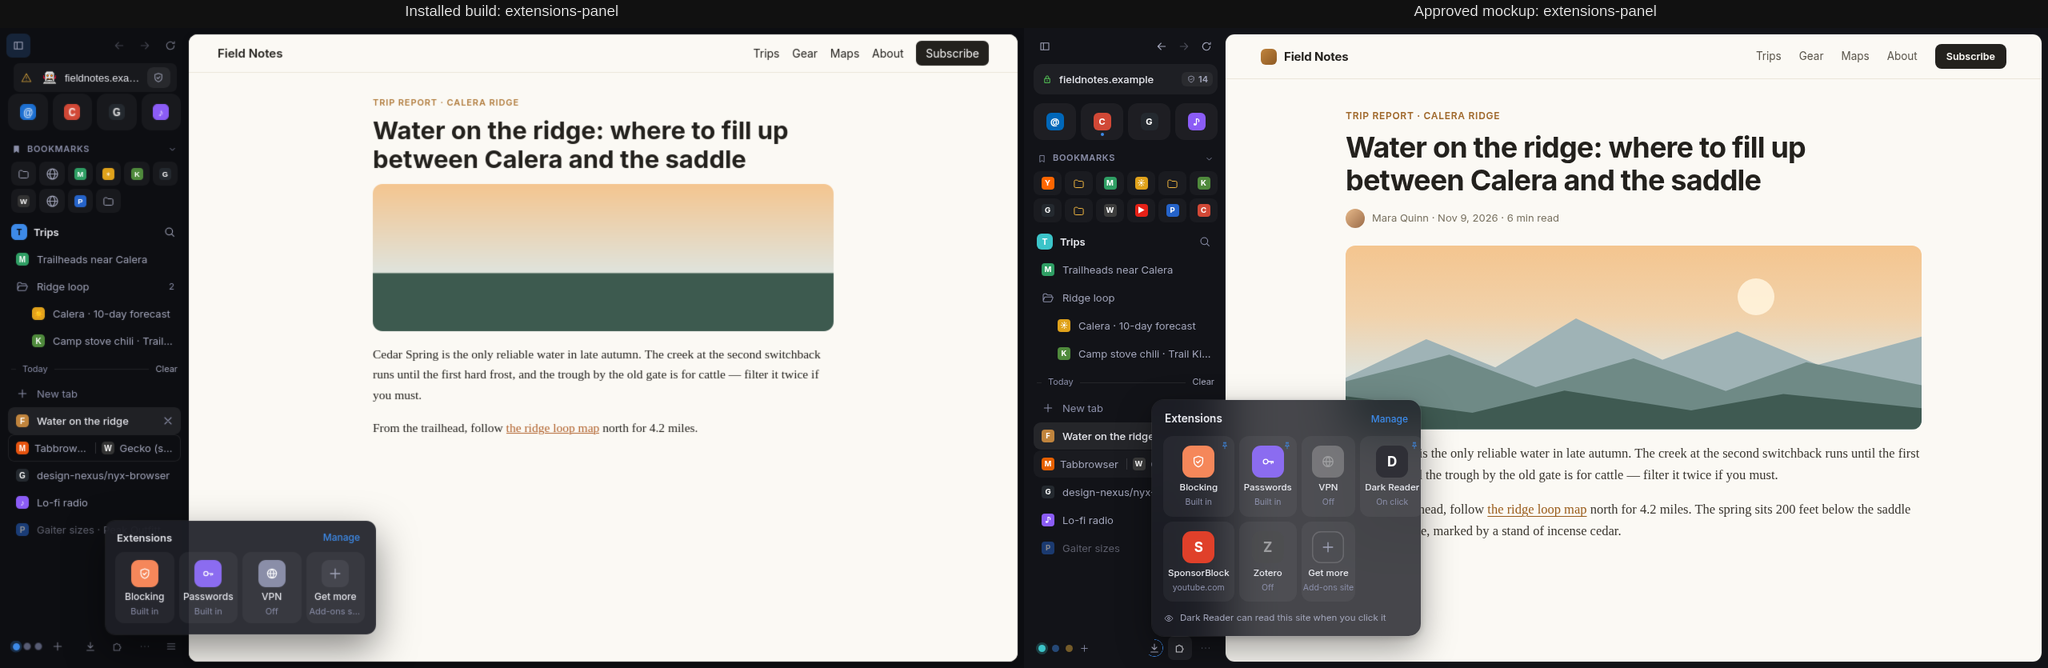 Installed build: extensions-panel
fieldnotes.exa...
@
C
G
♪
BOOKMARKS
M
K
G
W
P
T Trips
M Trailheads near Calera
Ridge loop 2
Calera · 10-day forecast
K Camp stove chili · Trail...
Today Clear
+ New tab
F Water on the ridge
M Tabbrow... W Gecko (s...
G design-nexus/nyx-browser
♪ Lo-fi radio
P Gaiter sizes ·
Extensions Manage
Blocking Passwords VPN Get more
Built in Built in Off Add-ons s...
Field Notes Trips Gear Maps About Subscribe
TRIP REPORT · CALERA RIDGE
Water on the ridge: where to fill up
between Calera and the saddle
Cedar Spring is the only reliable water in late autumn. The creek at the second switchback
runs until the first hard frost, and the trough by the old gate is for cattle — filter it twice if
you must.
From the trailhead, follow the ridge loop map north for 4.2 miles.
Approved mockup: extensions-panel
fieldnotes.example 14
@ C G ♪
BOOKMARKS
Y M K
G W P C
T Trips
M Trailheads near Calera
Ridge loop
Calera · 10-day forecast
K Camp stove chili · Trail Ki...
Today Clear
+ New tab
F Water on the ridge
M Tabbrowser W
G design-nexus/nyx-
♪ Lo-fi radio
P Gaiter sizes
Extensions Manage
D
Blocking Passwords VPN Dark Reader
Built in Built in Off On click
S Z
SponsorBlock Zotero Get more
youtube.com Off Add-ons site
Dark Reader can read this site when you click it
Field Notes Trips Gear Maps About Subscribe
TRIP REPORT · CALERA RIDGE
Water on the ridge: where to fill up
between Calera and the saddle
Mara Quinn · Nov 9, 2026 · 6 min read
is the only reliable water in late autumn. The creek at the second switchback runs until the first
the trough by the old gate is for cattle — filter it twice if you must.
head, follow the ridge loop map north for 4.2 miles. The spring sits 200 feet below the saddle
marked by a stand of incense cedar.